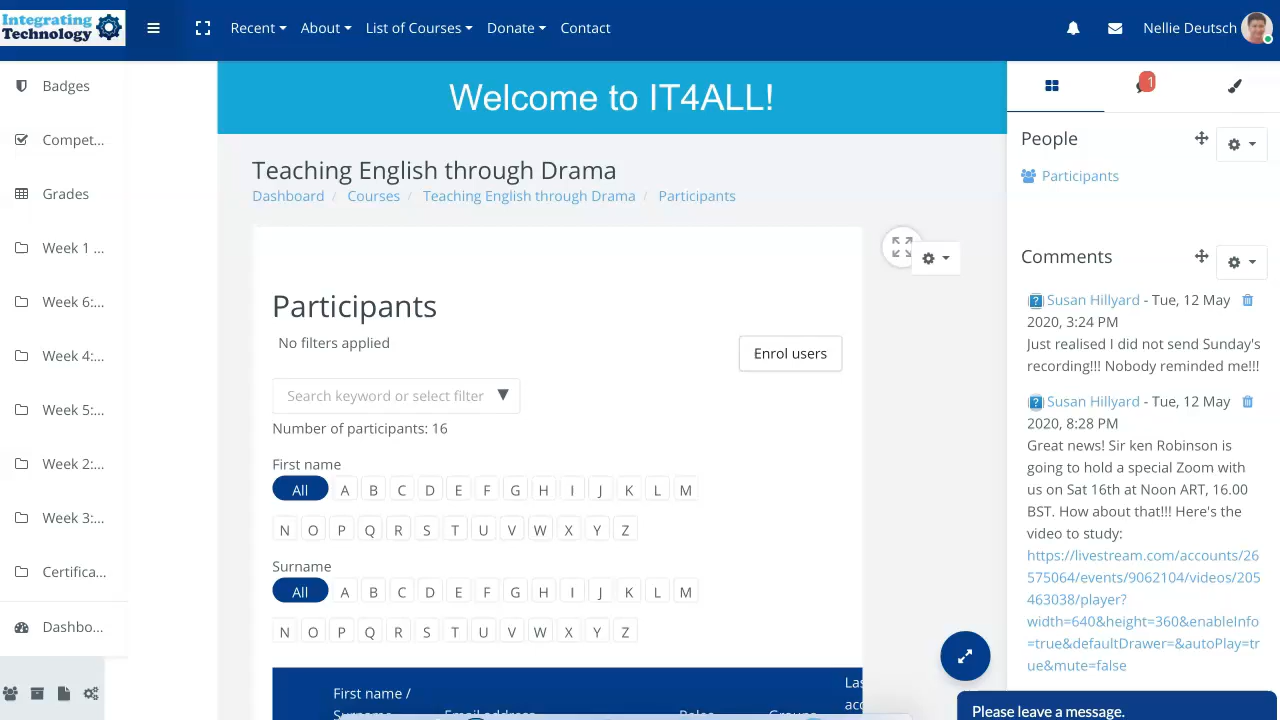 Integrating
Technology
Recent
About
List of Courses
Donate
Contact
Nellie Deutsch
Badges
Compet...
Grades
Week 1 ...
Week 6:...
Week 4:...
Week 5:...
Week 2:...
Week 3:...
Certifica...
Dashbo...
Welcome to IT4ALL!
Teaching English through Drama
Dashboard / Courses / Teaching English through Drama / Participants
Participants
No filters applied
Enrol users
Search keyword or select filter ▼
Number of participants: 16
First name
All A B C D E F G H I J K L M
N O P Q R S T U V W X Y Z
Surname
All A B C D E F G H I J K L M
N O P Q R S T U V W X Y Z
First name /
Surname Email address Roles Groups
1
People
Participants
Comments
Susan Hillyard - Tue, 12 May
2020, 3:24 PM
Just realised I did not send Sunday's
recording!!! Nobody reminded me!!!
Susan Hillyard - Tue, 12 May
2020, 8:28 PM
Great news! Sir ken Robinson is
going to hold a special Zoom with
us on Sat 16th at Noon ART, 16.00
BST. How about that!!! Here's the
video to study:
https://livestream.com/accounts/26
575064/events/9062104/videos/205
463038/player?
width=640&height=360&enableInfo
=true&defaultDrawer=&autoPlay=tr
ue&mute=false
Please leave a message.